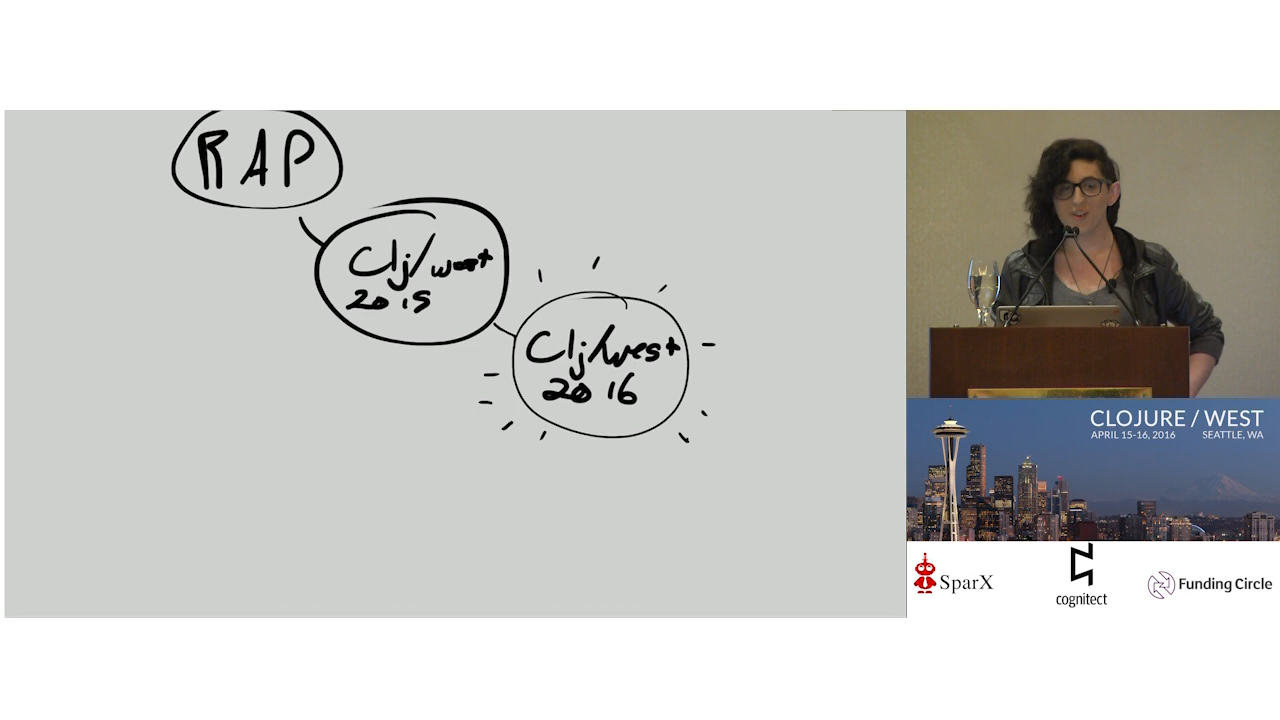 RAP
Clj/west
2015
Clj/west
2016
CLOJURE / WEST
APRIL 15-16, 2016 SEATTLE, WA
SparX
cognitect
Funding Circle